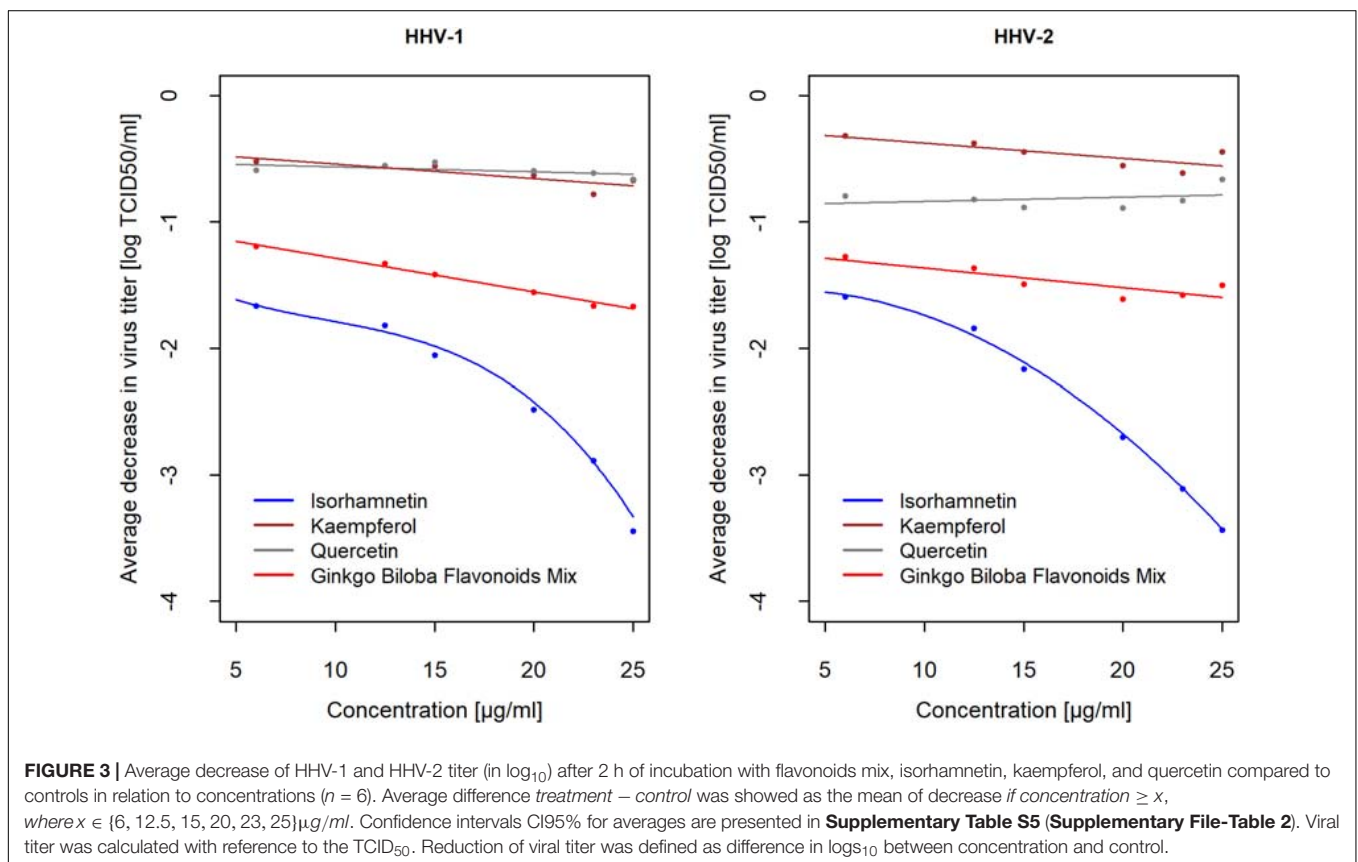 HHV-1
Average decrease in virus titer [log TCID50/ml]
0
-1
-2
-3
-4
Isorhamnetin
Kaempferol
Quercetin
Ginkgo Biloba Flavonoids Mix
5 10 15 20 25
Concentration [µg/ml]
HHV-2
Average decrease in virus titer [log TCID50/ml]
0
-1
-2
-3
-4
Isorhamnetin
Kaempferol
Quercetin
Ginkgo Biloba Flavonoids Mix
5 10 15 20 25
Concentration [µg/ml]
FIGURE 3 | Average decrease of HHV-1 and HHV-2 titer (in log₁₀) after 2 h of incubation with flavonoids mix, isorhamnetin, kaempferol, and quercetin compared to
controls in relation to concentrations (n = 6). Average difference treatment – control was showed as the mean of decrease if concentration ≥ x,
where x ∈ {6, 12.5, 15, 20, 23, 25}µg/ml. Confidence intervals CI95% for averages are presented in Supplementary Table S5 (Supplementary File-Table 2). Viral
titer was calculated with reference to the TCID₅₀. Reduction of viral titer was defined as difference in logs₁₀ between concentration and control.